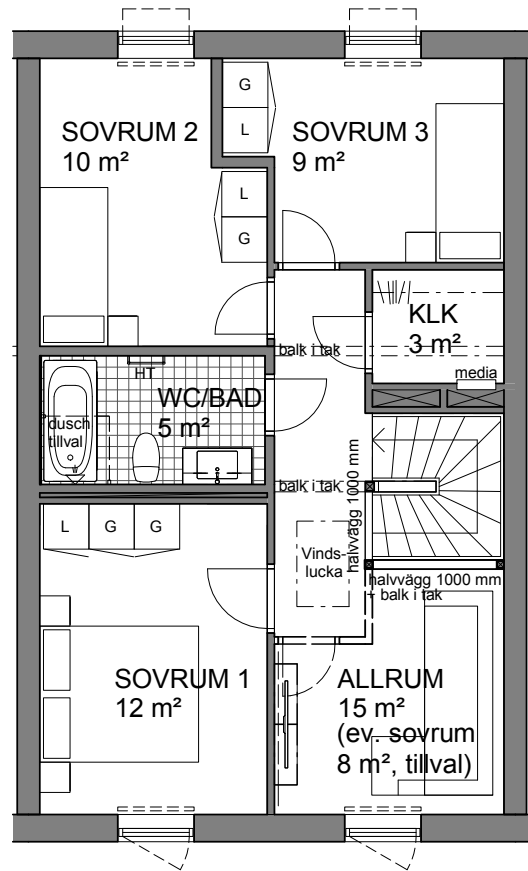 G
L
SOVRUM 2
10 m²
SOVRUM 3
9 m²
L
G
KLK
3 m²
balk i tak
media
HT
WC/BAD
5 m²
dusch
tillval
balk i tak
halvvägg 1000 mm
L G G
Vinds-
lucka
halvvägg 1000 mm
+ balk i tak
SOVRUM 1
12 m²
ALLRUM
15 m²
(ev. sovrum
8 m², tillval)